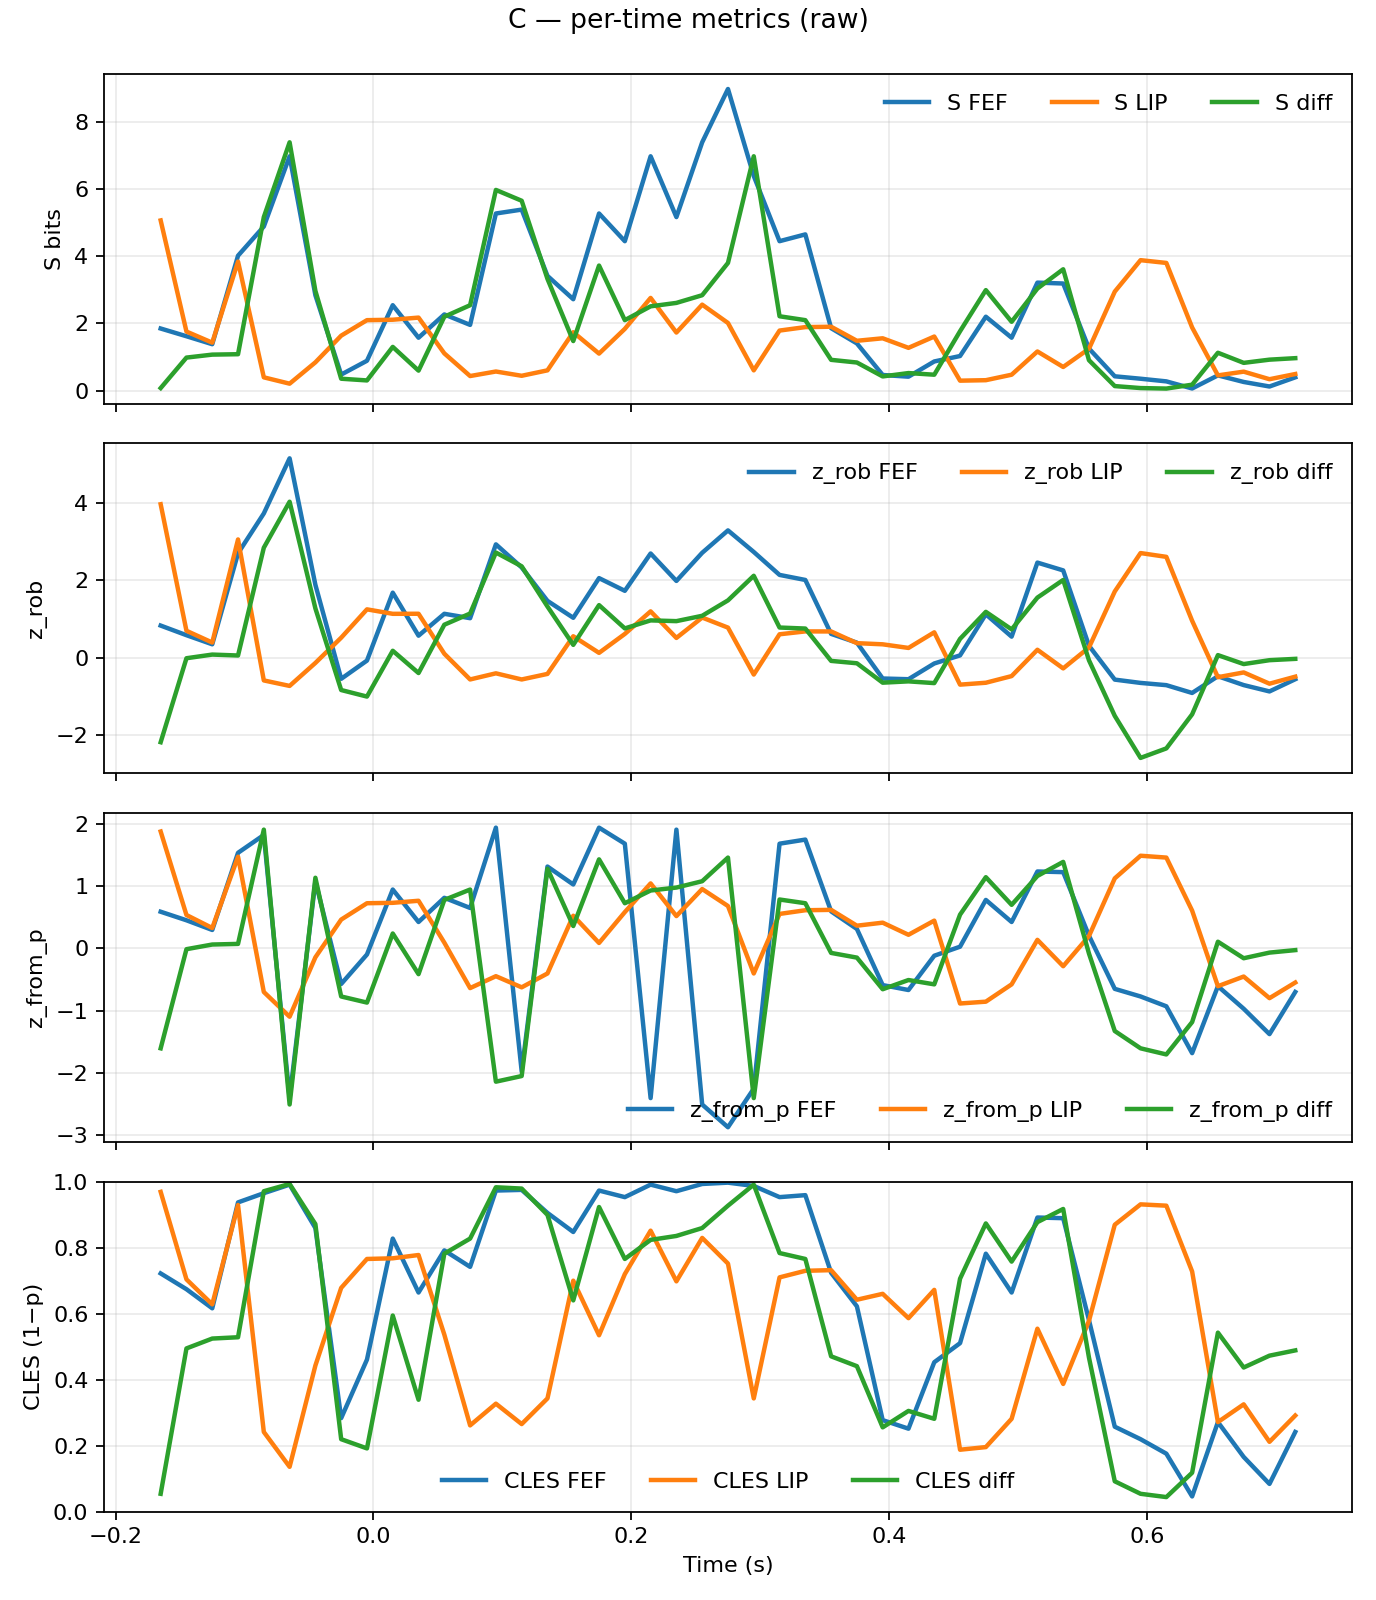 C — per-time metrics (raw)
S FEF S LIP S diff
8
6
4
2
0
S bits
z_rob FEF z_rob LIP z_rob diff
4
2
0
−2
z_rob
2
1
0
−1
−2
−3
z_from_p
z_from_p FEF z_from_p LIP z_from_p diff
1.0
0.8
0.6
0.4
0.2
0.0
CLES (1−p)
CLES FEF CLES LIP CLES diff
−0.2 0.0 0.2 0.4 0.6
Time (s)